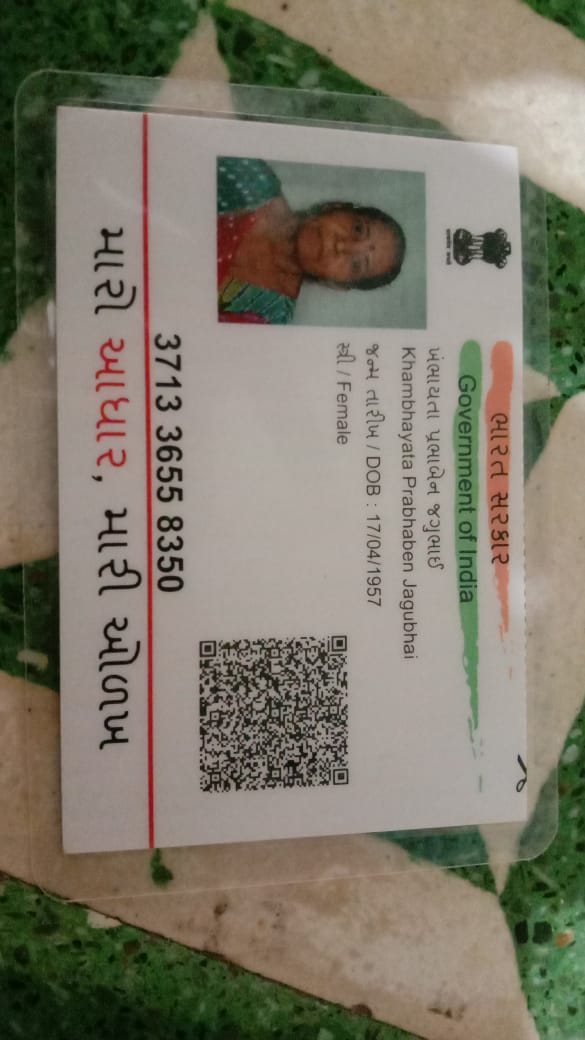 ભારત સરકાર
Government of India
ખંભાયતા પ્રભાબેન જગુભાઈ
Khambhayata Prabhaben Jagubhai
જન્મ તારીખ / DOB : 17/04/1957
સ્ત્રી / Female
3713 3655 8350
મારો આધાર, મારી ઓળખ